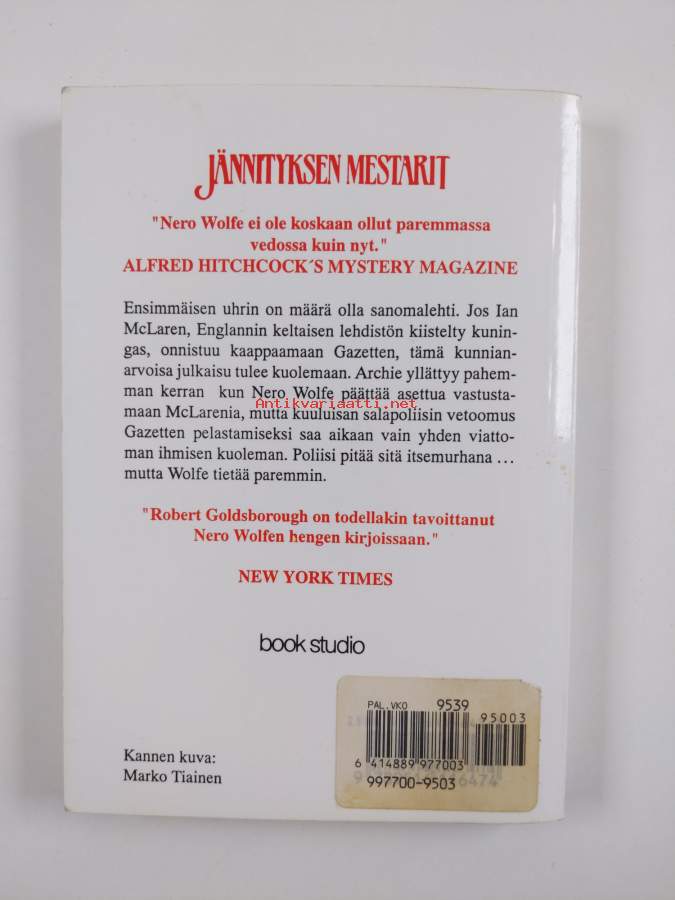 JÄNNITYKSEN MESTARIT
"Nero Wolfe ei ole koskaan ollut paremmassa
vedossa kuin nyt."
ALFRED HITCHCOCK´S MYSTERY MAGAZINE
Ensimmäisen uhrin on määrä olla sanomalehti. Jos Ian
McLaren, Englannin keltaisen lehdistön kiistelty kunin-
gas, onnistuu kaappaamaan Gazetten, tämä kunnian-
arvoisa julkaisu tulee kuolemaan. Archie yllättyy pahem-
man kerran kun Nero Wolfe päättää asettua vastusta-
maan McLarenia, mutta kuuluisan salapoliisin vetoomus
Antikvariaatti.net
Gazetten pelastamiseksi saa aikaan vain yhden viatto-
man ihmisen kuoleman. Poliisi pitää sitä itsemurhana ...
mutta Wolfe tietää paremmin.
"Robert Goldsborough on todellakin tavoittanut
Nero Wolfen hengen kirjoissaan."
NEW YORK TIMES
book studio
PAL.VKO 9539
95003
6 414889 977003
997700-9503
Kannen kuva:
Marko Tiainen